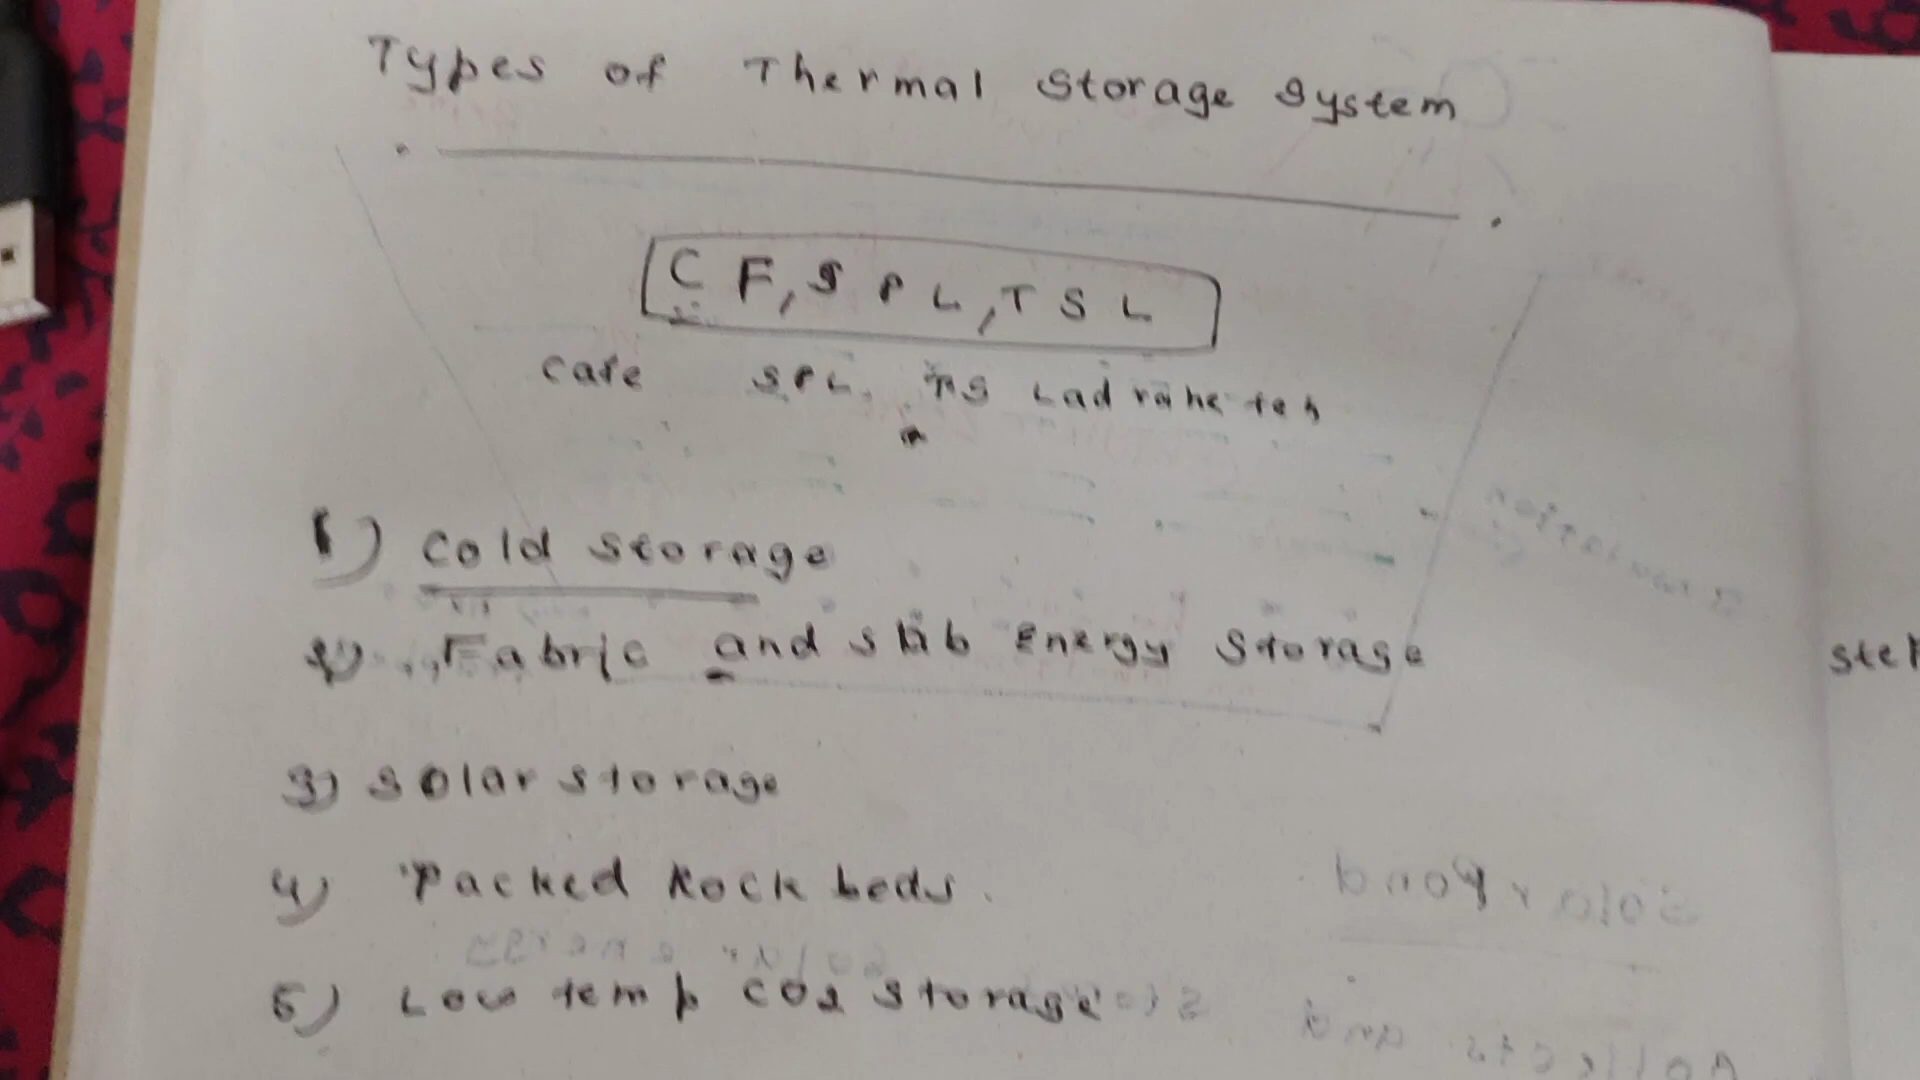 Types of Thermal Storage System
C F, S P L, T S L
cafe SPL. Lad rahe
1) Cold storage
2) Fabric and slab Energy Storage
3) Solar storage
4) Packed Rock beds.
5) Low temp CO2 storage